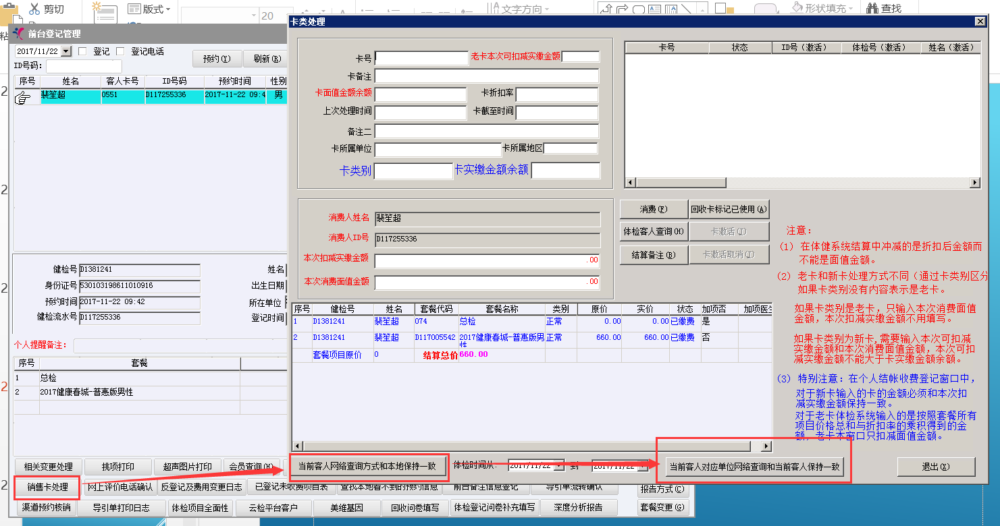 剪切
版式
20
文字方向
形状填充
查找
粘
前台登记管理
2017/11/22 登记 登记电话
预约(Y) 刷新(R)
ID号码:
序号 姓名 客人卡号 ID号码 预约时间 性别
裴笙超 0551 D117255336 2017-11-22 09:4 男
健检号 D1381241 姓名
身份证号 530103198611010916 出生日期
预约时间 2017-11-22 09:42 所在单位
健检流水号 D117255336 登记时间
个人提醒备注:
序号 套餐
1 总检
2 2017健康春城-普惠版男性
相关变更处理 挑项打印 超声图片打印 会员查询(H)
销售卡处理 网上评价电话确认 反登记及费用变更日志 已登记未收费项目表 查找本地看不到的预约信息 前台备注信息登记 导引单流转确认 报告方式(C)
渠道预约核销 导引单打印日志 体检项目全面性 云检平台客户 美维基因 回收问卷填写 体检登记问卷补充填写 深度分析报告 套餐变更(G)
卡类处理
卡号 老卡本次可扣减实缴金额
卡备注
卡面值金额余额 卡折扣率
上次处理时间 卡截至时间
备注二
卡所属单位 卡所属地区
卡类别 卡实缴金额余额
卡号 状态 ID号（激活） 体检号（激活） 姓名（激活）
消费人姓名 裴笙超
消费人ID号 D117255336
本次扣减实缴金额 .00
本次消费面值金额 .00
消费(F) 回收卡标记已使用(A)
体检客人查询(H) 卡激活(J)
结算备注(B) 卡激活取消(T)
序号 健检号 姓名 套餐代码 套餐名称 类别 原价 实价 状态 加项否 加项医生
1 D1381241 裴笙超 074 总检 正常 0.00 0.00 已缴费 是
2 D1381241 裴笙超 D117005542 2017健康春城-普惠版男性 正常 660.00 660.00 已缴费 否
套餐项目原价 0 结算总价 660.00
注意:
(1) 在体健系统结算中冲减的是折扣后金额而
不能是面值金额。
(2) 老卡和新卡处理方式不同（通过卡类别区分
如果卡类别没有内容表示是老卡。
如果卡类别是老卡，只输入本次消费面值
金额，本次扣减实缴金额不用填写。
如果卡类别为新卡,需要输入本次可扣减
实缴金额和本次消费面值金额，本次可扣
减实缴金额不能大于卡实缴金额余额。
(3) 特别注意：在个人结帐收费登记窗口中，
对于新卡输入的卡的金额必须和本次扣
减实缴金额保持一致。
对于老卡体检系统输入的是按照套餐所有
项目价格总和与折扣率的乘积得到的金
额，老卡本窗口只扣减面值金额。
当前客人网络查询方式和本地保持一致 体检时间从: 2017/11/22 到 2017/11/22 当前客人对应单位网络查询和当前客人保持一致 退出(X)